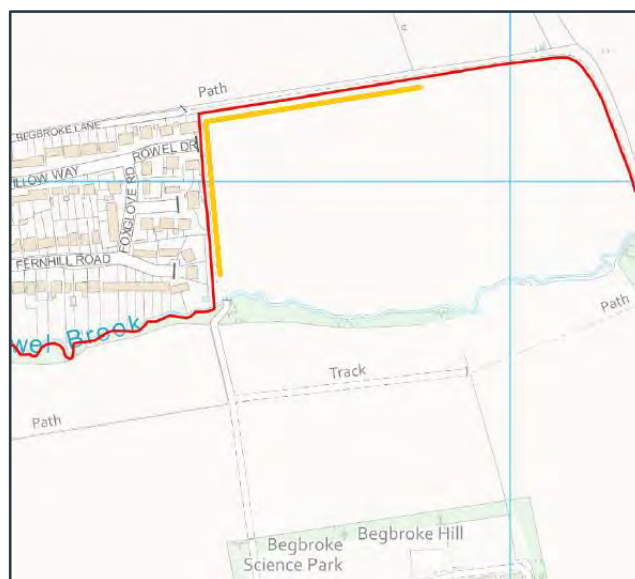 Path
BEGBROKE LANE
ROWEL DR
ILLOW WAY
FOXGLOVE RD
FERNHILL ROAD
wel Brook
Path
Track
Path
Begbroke Hill
Begbroke
Science Park